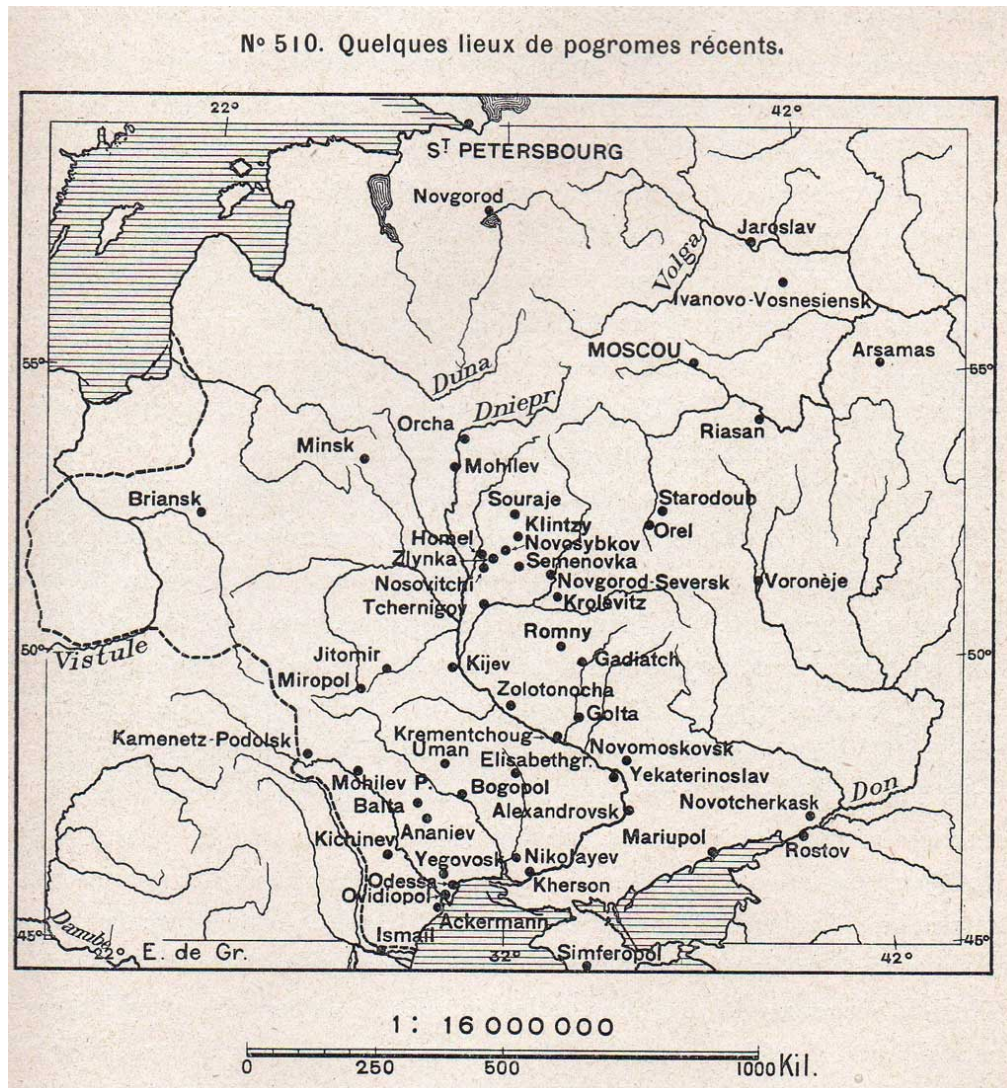 Nº 510. Quelques lieux de pogromes récents.
22°
42°
Sᵀ PETERSBOURG
Novgorod
Jaroslav
Volga
Ivanovo-Vosnesiensk
55°
MOSCOU
Arsamas
55°
Duna
Dniepr
Orcha
Riasan
Minsk
Mohilev
Briansk
Souraje
Starodoub
Klintzy
Orel
Homel
Novosybkov
Zlynka
Semenovka
Nosovitchi
Novgorod-Seversk
Voronèje
Tchernigov
Krolevitz
Romny
50°
Vistule
50°
Jitomir
Kijev
Gadiatch
Miropol
Zolotonocha
Golta
Kamenetz-Podolsk
Krementchoug
Novomoskovsk
Uman
Elisabethgr.
Yekaterinoslav
Mohilev P.
Bogopol
Don
Balta
Alexandrovsk
Novotcherkask
Ananiev
Kichinev
Mariupol
Rostov
Yegovosk
Nikolayev
Odessa
Kherson
Ovidiopol
Ackermann
Danube
Ismaïl
45°
45°
22°
E. de Gr.
32°
Simferopol
42°
1 : 16 000 000
0 250 500 1000 Kil.